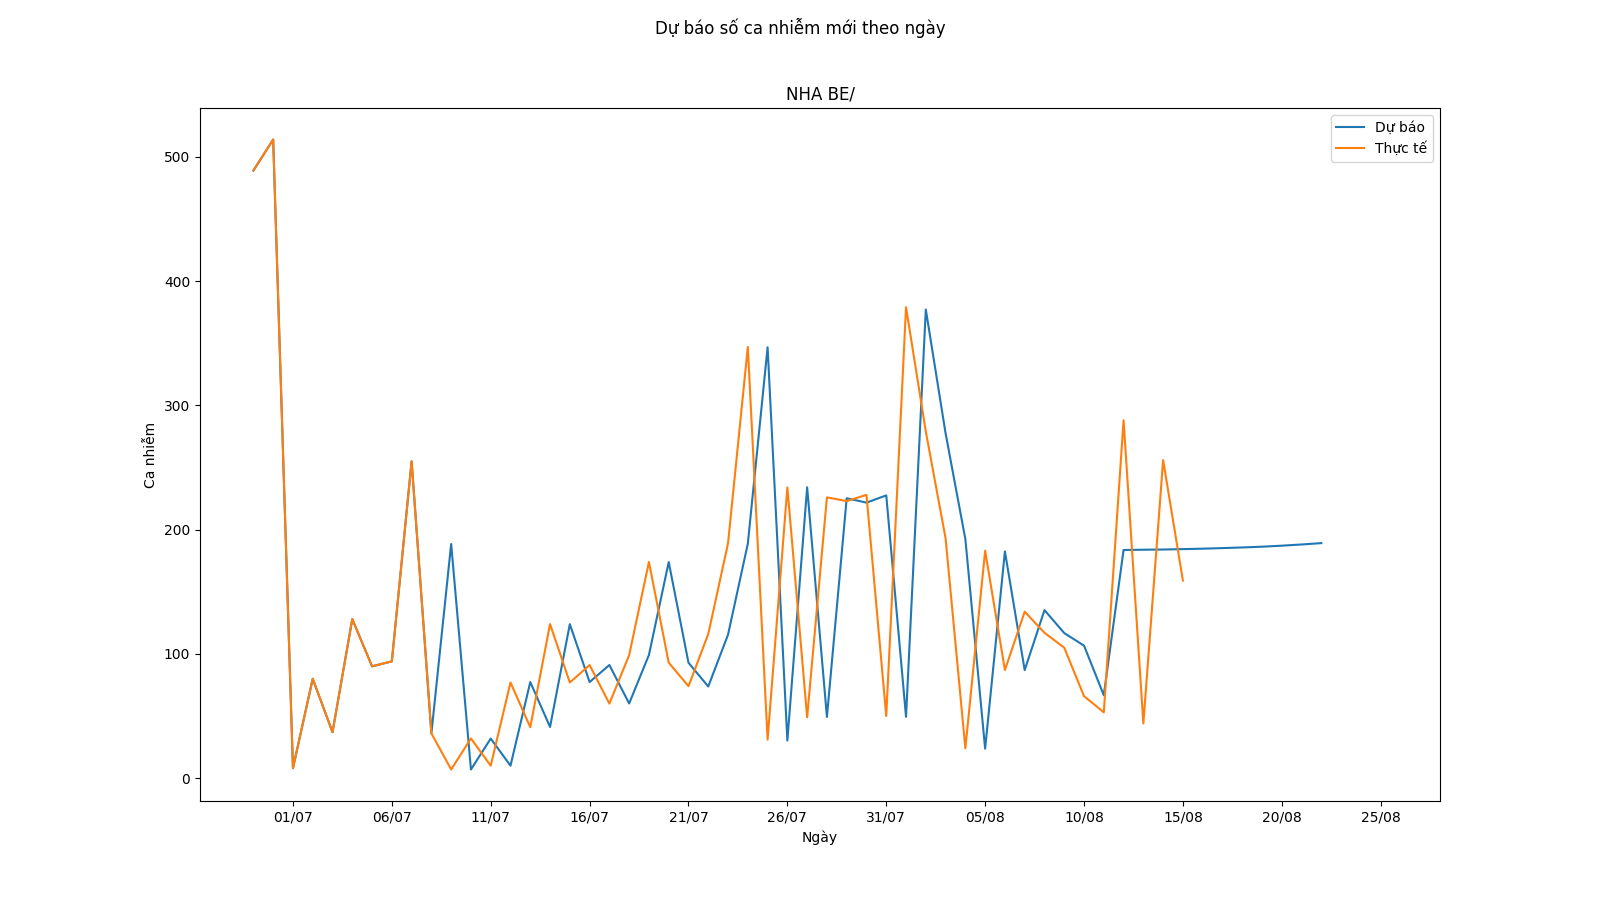 Dự báo số ca nhiễm mới theo ngày
NHA BE/
Dự báo
Thực tế
500
400
300
200
100
0
Ca nhiễm
01/07 06/07 11/07 16/07 21/07 26/07 31/07 05/08 10/08 15/08 20/08 25/08
Ngày